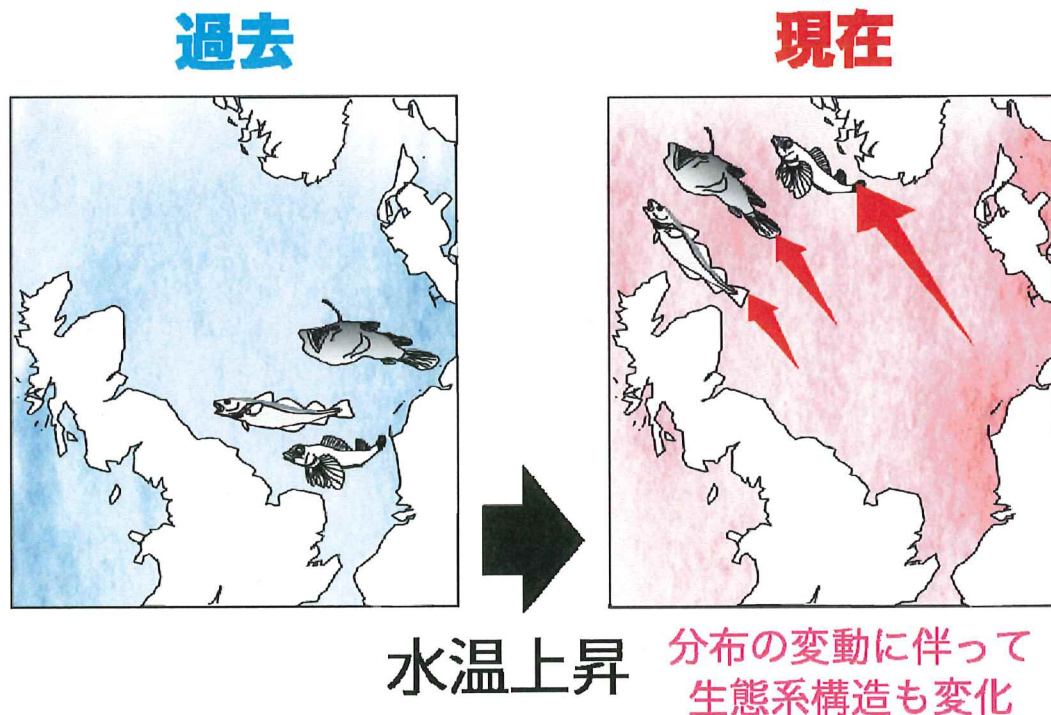 過去
現在
水温上昇
分布の変動に伴って
生態系構造も変化